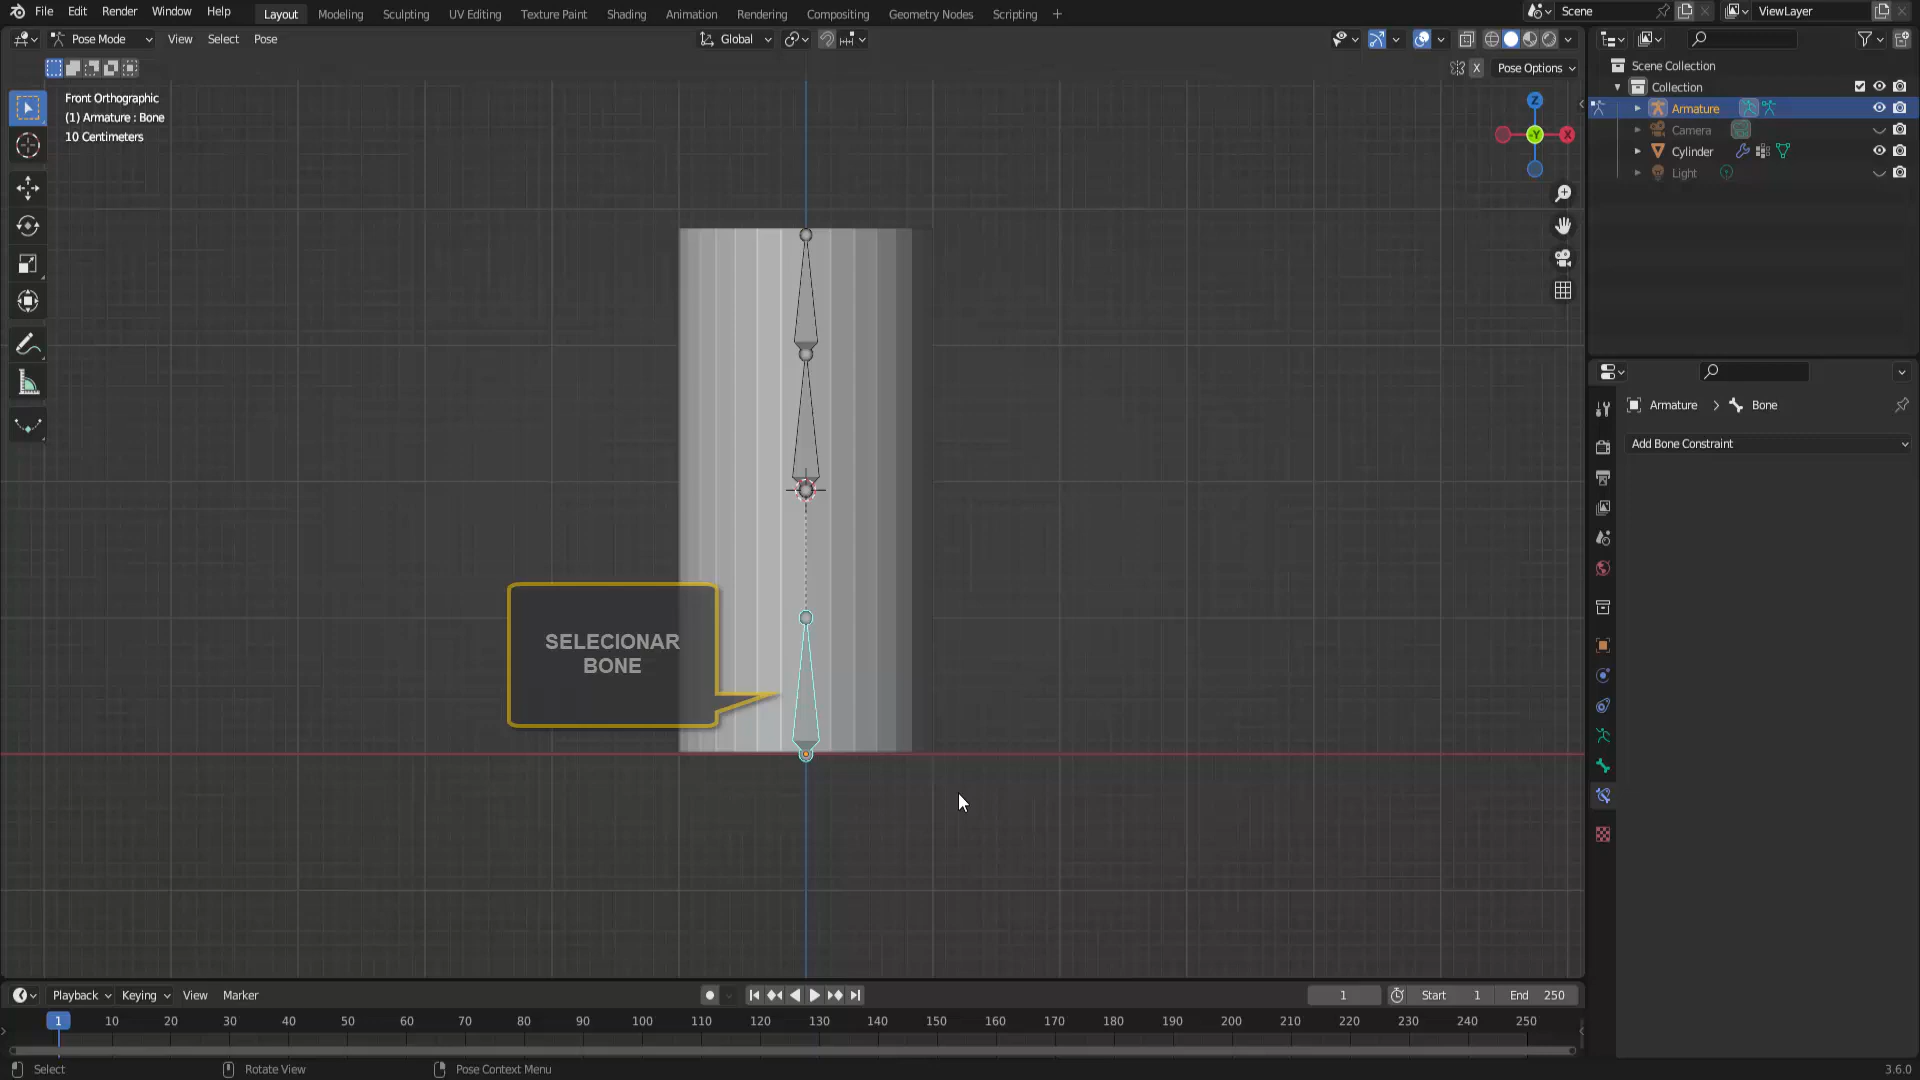 File Edit Render Window Help Layout Modeling Sculpting UV Editing Texture Paint Shading Animation Rendering Compositing Geometry Nodes Scripting + Scene ViewLayer
Pose Mode View Select Pose Global
X Pose Options
Front Orthographic
(1) Armature : Bone
10 Centimeters
Z
-Y
X
SELECIONAR
BONE
Scene Collection
Collection
Armature
Camera
Cylinder
Light
Armature > Bone
Add Bone Constraint
Playback Keying View Marker 1 Start 1 End 250
1 10 20 30 40 50 60 70 80 90 100 110 120 130 140 150 160 170 180 190 200 210 220 230 240 250
Select Rotate View Pose Context Menu 3.6.0